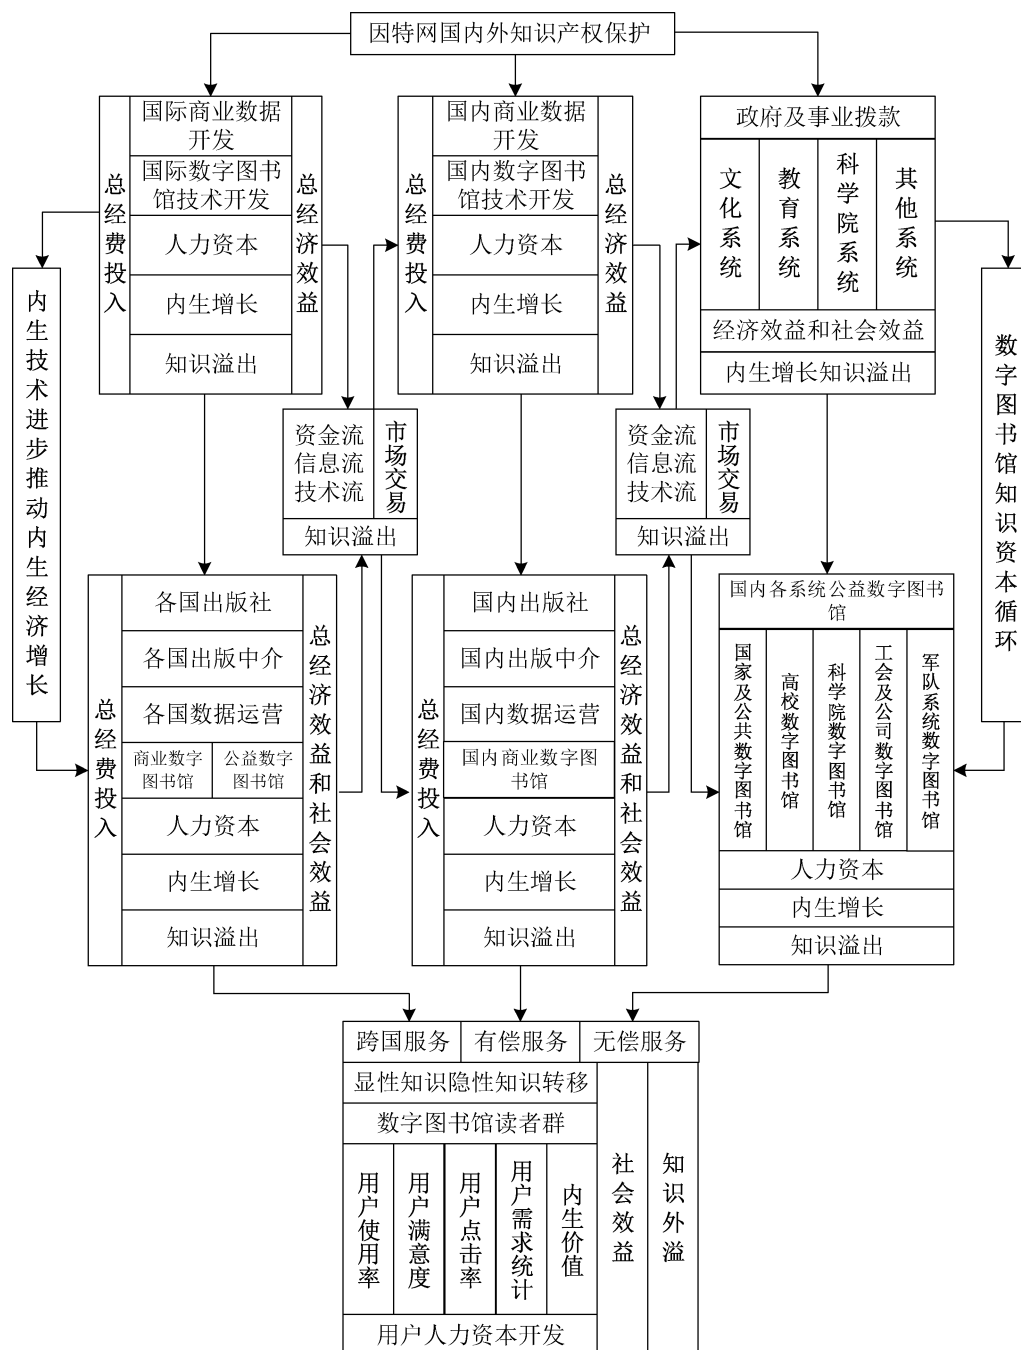 因特网国内外知识产权保护
总经费投入
国际商业数据
开发
国际数字图书
馆技术开发
人力资本
内生增长
知识溢出
总经济效益
总经费投入
国内商业数据
开发
国内数字图书
馆技术开发
人力资本
内生增长
知识溢出
总经济效益
政府及事业拨款
文化系统
教育系统
科学院系统
其他系统
经济效益和社会效益
内生增长知识溢出
内生技术进步推动内生经济增长
数字图书馆知识资本循环
资金流
信息流
技术流
市场交易
知识溢出
资金流
信息流
技术流
市场交易
知识溢出
总经费投入
各国出版社
各国出版中介
各国数据运营
商业数字
图书馆
公益数字
图书馆
人力资本
内生增长
知识溢出
总经济效益和社会效益
总经费投入
国内出版社
国内出版中介
国内数据运营
国内商业数字图
书馆
人力资本
内生增长
知识溢出
总经济效益和社会效益
国内各系统公益数字图书
馆
国家及公共数字图书馆
高校数字图书馆
科学院数字图书馆
工会及公司数字图书馆
军队系统数字图书馆
人力资本
内生增长
知识溢出
跨国服务
有偿服务
无偿服务
显性知识隐性知识转移
数字图书馆读者群
用户使用率
用户满意度
用户点击率
用户需求统计
内生价值
用户人力资本开发
社会效益
知识外溢